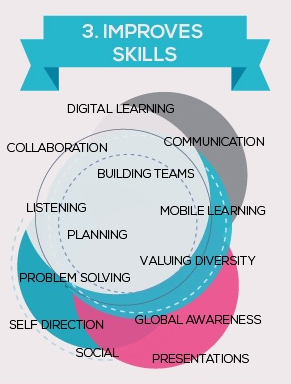 3. IMPROVES
SKILLS
DIGITAL LEARNING
COMMUNICATION
COLLABORATION
BUILDING TEAMS
LISTENING
MOBILE LEARNING
PLANNING
VALUING DIVERSITY
PROBLEM SOLVING
GLOBAL AWARENESS
SELF DIRECTION
SOCIAL
PRESENTATIONS